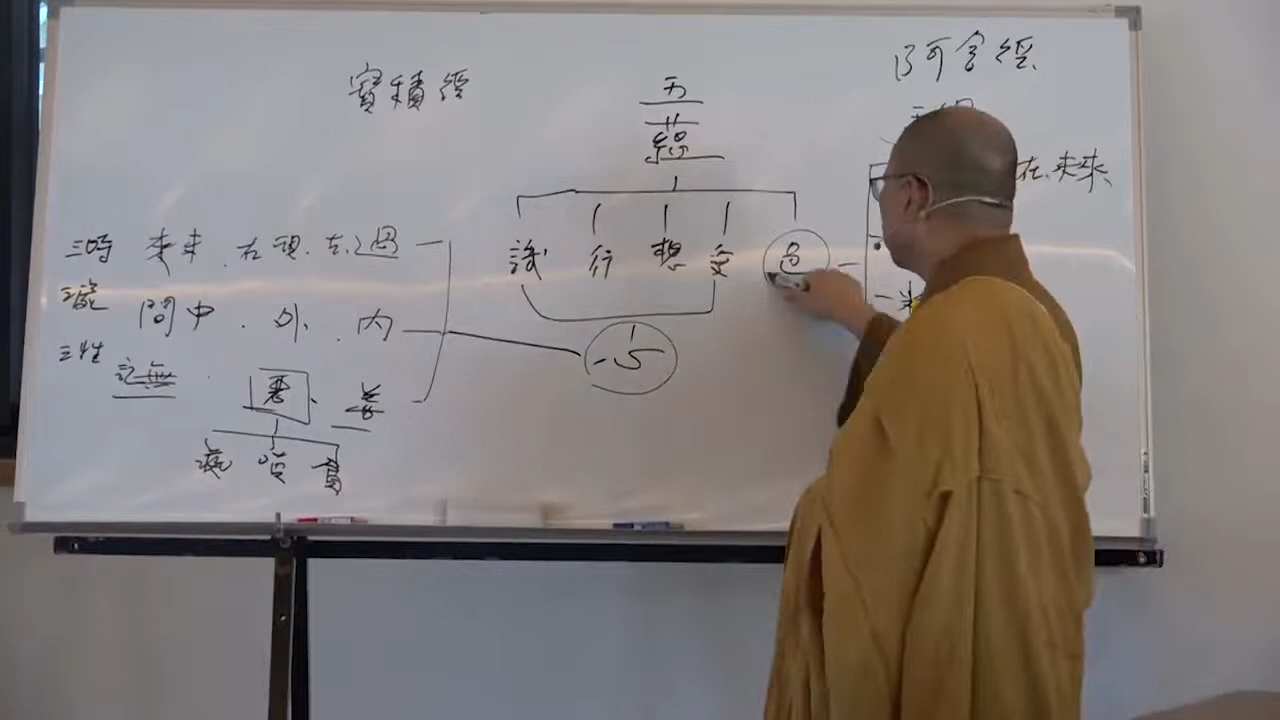 寶積經
阿含經
五
蘊
在、未來
識 行 想 受 色
心
三時 未來、在現、去過
三處 間中、外、內
三性 記無、惡、善
癡 嗔 貪